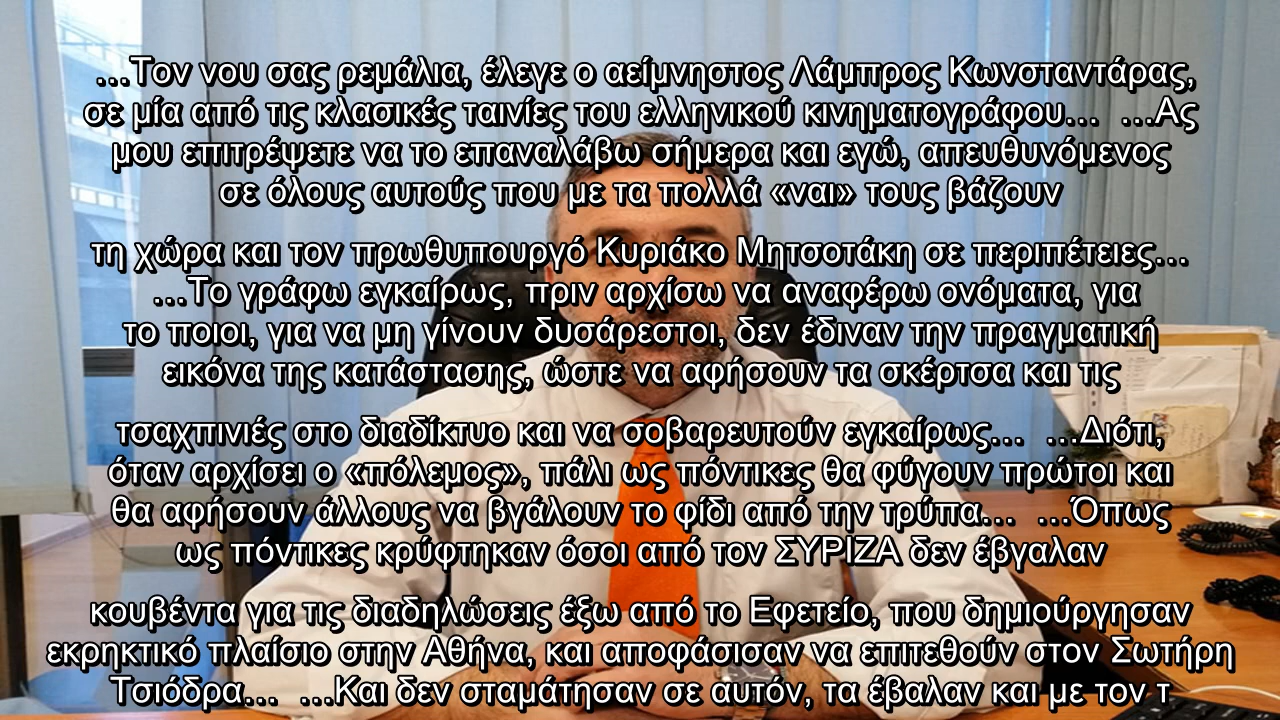 …Τον νου σας ρεμάλια, έλεγε ο αείμνηστος Λάμπρος Κωνσταντάρας,
σε μία από τις κλασικές ταινίες του ελληνικού κινηματογράφου… …Ας
μου επιτρέψετε να το επαναλάβω σήμερα και εγώ, απευθυνόμενος
σε όλους αυτούς που με τα πολλά «ναι» τους βάζουν
τη χώρα και τον πρωθυπουργό Κυριάκο Μητσοτάκη σε περιπέτειες…
…Το γράφω εγκαίρως, πριν αρχίσω να αναφέρω ονόματα, για
το ποιοι, για να μη γίνουν δυσάρεστοι, δεν έδιναν την πραγματική
εικόνα της κατάστασης, ώστε να αφήσουν τα σκέρτσα και τις
τσαχπινιές στο διαδίκτυο και να σοβαρευτούν εγκαίρως… …Διότι,
όταν αρχίσει ο «πόλεμος», πάλι ως πόντικες θα φύγουν πρώτοι και
θα αφήσουν άλλους να βγάλουν το φίδι από την τρύπα… …Όπως
ως πόντικες κρύφτηκαν όσοι από τον ΣΥΡΙΖΑ δεν έβγαλαν
κουβέντα για τις διαδηλώσεις έξω από το Εφετείο, που δημιούργησαν
εκρηκτικό πλαίσιο στην Αθήνα, και αποφάσισαν να επιτεθούν στον Σωτήρη
Τσιόδρα… …Και δεν σταμάτησαν σε αυτόν, τα έβαλαν και με τον τ